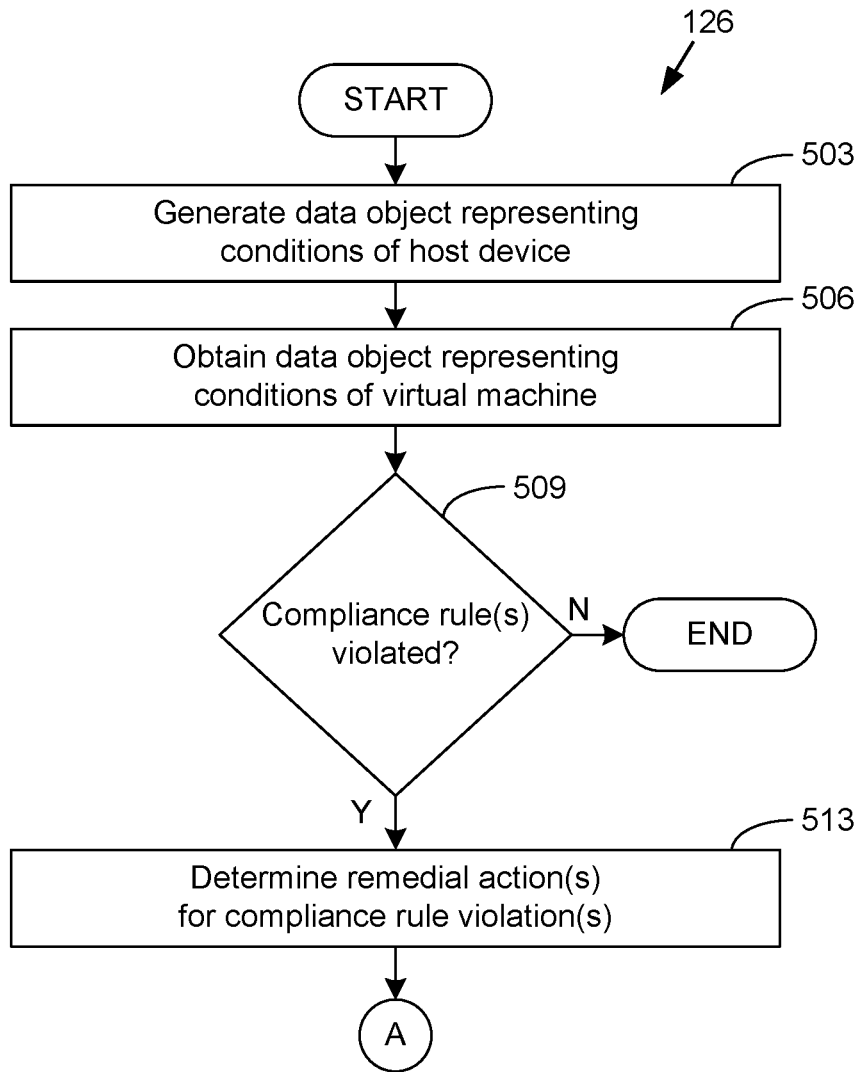 126
START
503
Generate data object representing
conditions of host device
506
Obtain data object representing
conditions of virtual machine
509
Compliance rule(s)
violated?
N
END
Y
513
Determine remedial action(s)
for compliance rule violation(s)
A